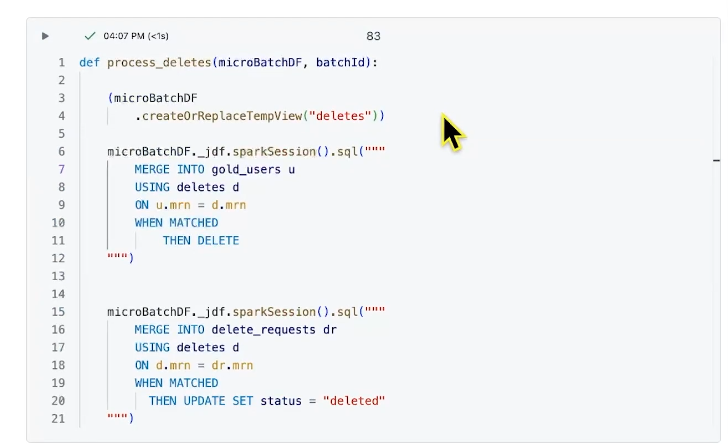 04:07 PM (<1s)
83
1 def process_deletes(microBatchDF, batchId):
2
3 (microBatchDF
4 .createOrReplaceTempView("deletes"))
5
6 microBatchDF._jdf.sparkSession().sql("""
7 MERGE INTO gold_users u
8 USING deletes d
9 ON u.mrn = d.mrn
10 WHEN MATCHED
11 THEN DELETE
12 """)
13
14
15 microBatchDF._jdf.sparkSession().sql("""
16 MERGE INTO delete_requests dr
17 USING deletes d
18 ON d.mrn = dr.mrn
19 WHEN MATCHED
20 THEN UPDATE SET status = "deleted"
21 """)